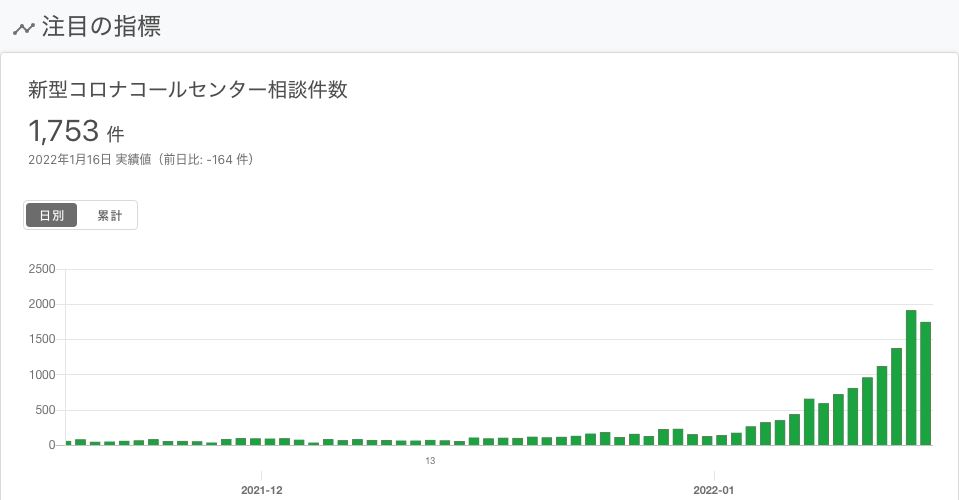 注目の指標
新型コロナコールセンター相談件数
1,753 件
2022年1月16日 実績値（前日比: -164 件）
日別 累計
2500
2000
1500
1000
500
0
13
2021-12 2022-01